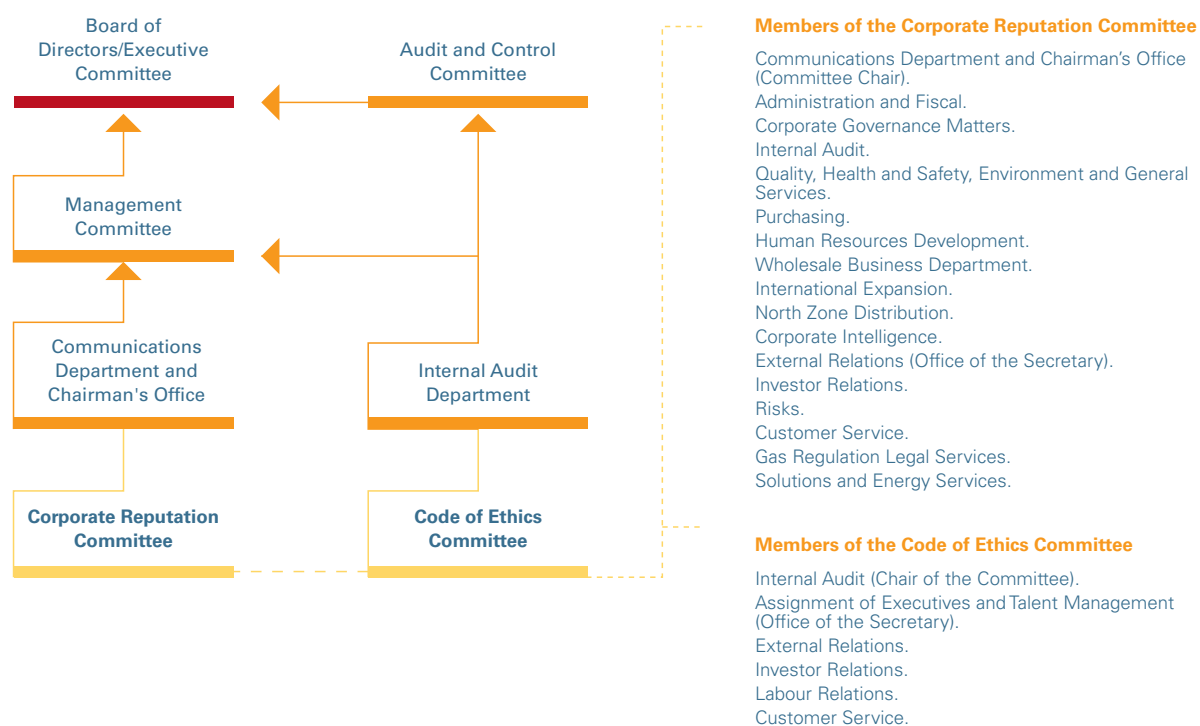 Board of
Directors/Executive
Committee
Audit and Control
Committee
Management
Committee
Communications
Department and
Chairman's Office
Internal Audit
Department
Corporate Reputation
Committee
Code of Ethics
Committee
Members of the Corporate Reputation Committee
Communications Department and Chairman’s Office
(Committee Chair).
Administration and Fiscal.
Corporate Governance Matters.
Internal Audit.
Quality, Health and Safety, Environment and General
Services.
Purchasing.
Human Resources Development.
Wholesale Business Department.
International Expansion.
North Zone Distribution.
Corporate Intelligence.
External Relations (Office of the Secretary).
Investor Relations.
Risks.
Customer Service.
Gas Regulation Legal Services.
Solutions and Energy Services.
Members of the Code of Ethics Committee
Internal Audit (Chair of the Committee).
Assignment of Executives and Talent Management
(Office of the Secretary).
External Relations.
Investor Relations.
Labour Relations.
Customer Service.